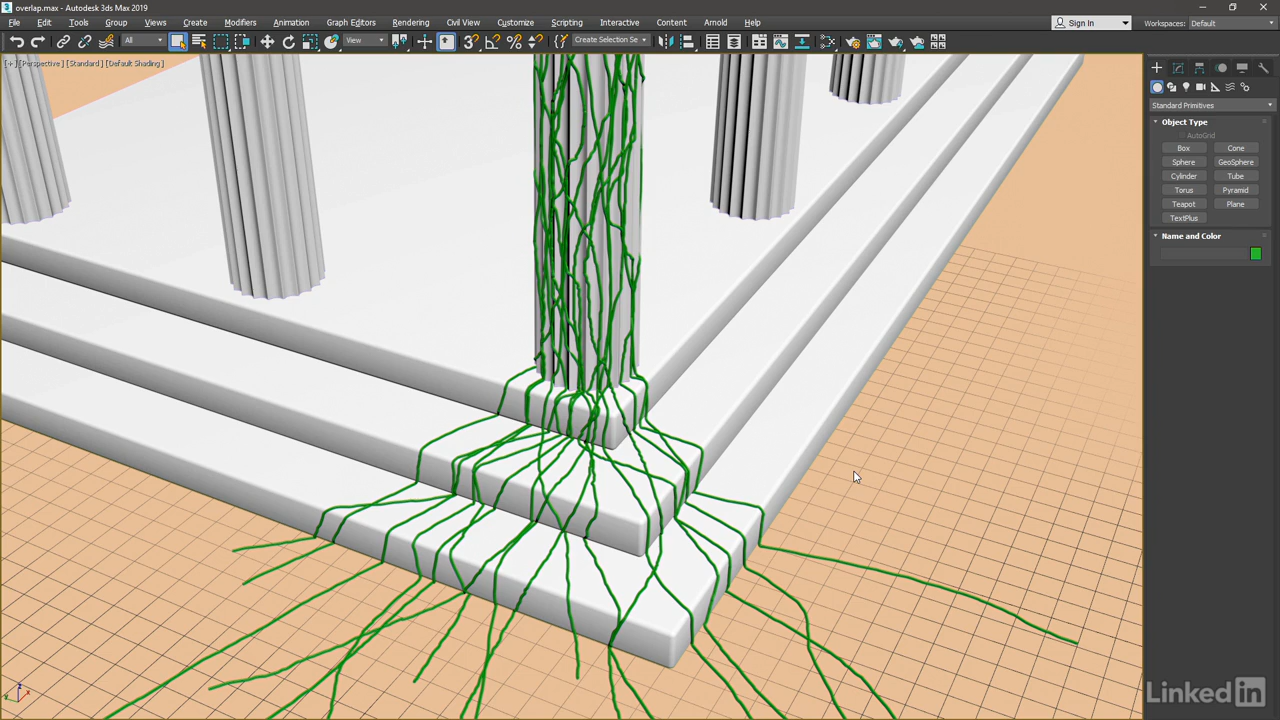 overlap.max - Autodesk 3ds Max 2019
File Edit Tools Group Views Create Modifiers Animation Graph Editors Rendering Civil View Customize Scripting Interactive Content Arnold Help
Sign In
Workspaces: Default
All
View
Create Selection Se
[+] [Perspective] [Standard] [Default Shading]
Standard Primitives
Object Type
AutoGrid
Box Cone
Sphere GeoSphere
Cylinder Tube
Torus Pyramid
Teapot Plane
TextPlus
Name and Color
z
y x
Linked in